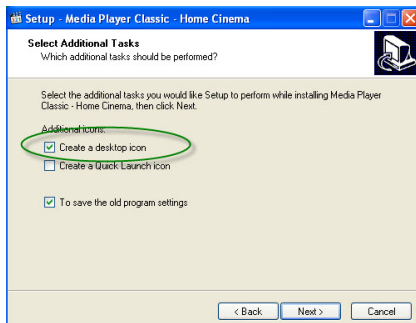 Setup - Media Player Classic - Home Cinema
Select Additional Tasks
Which additional tasks should be performed?
Select the additional tasks you would like Setup to perform while installing Media Player
Classic - Home Cinema, then click Next.
Additional icons:
Create a desktop icon
Create a Quick Launch icon
To save the old program settings
< Back Next > Cancel